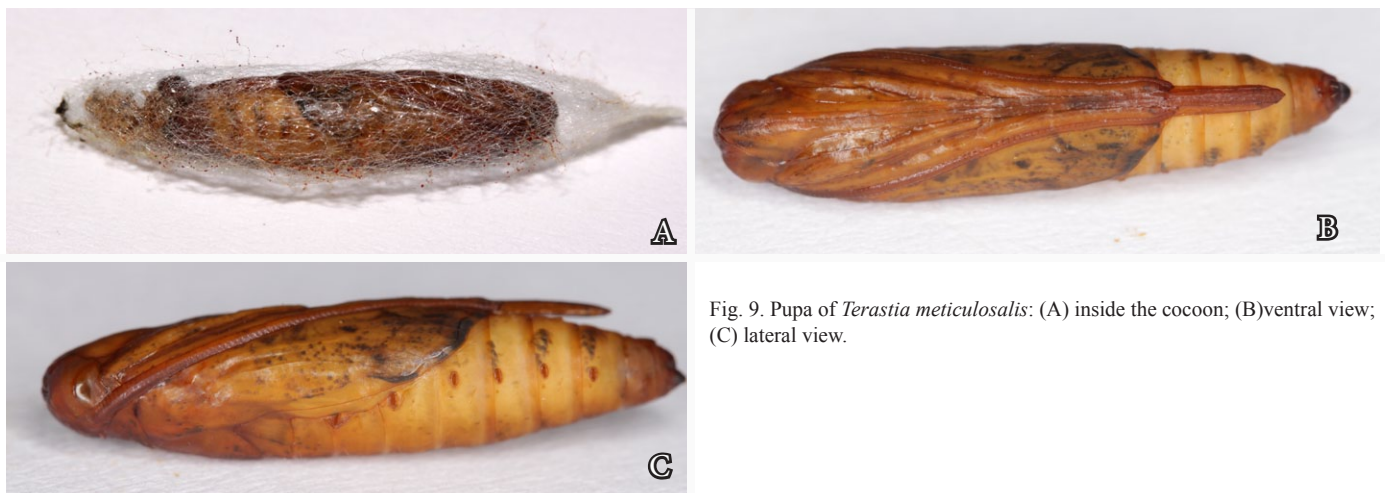 A
B
C
Fig. 9. Pupa of Terastia meticulosalis: (A) inside the cocoon; (B)ventral view;
(C) lateral view.